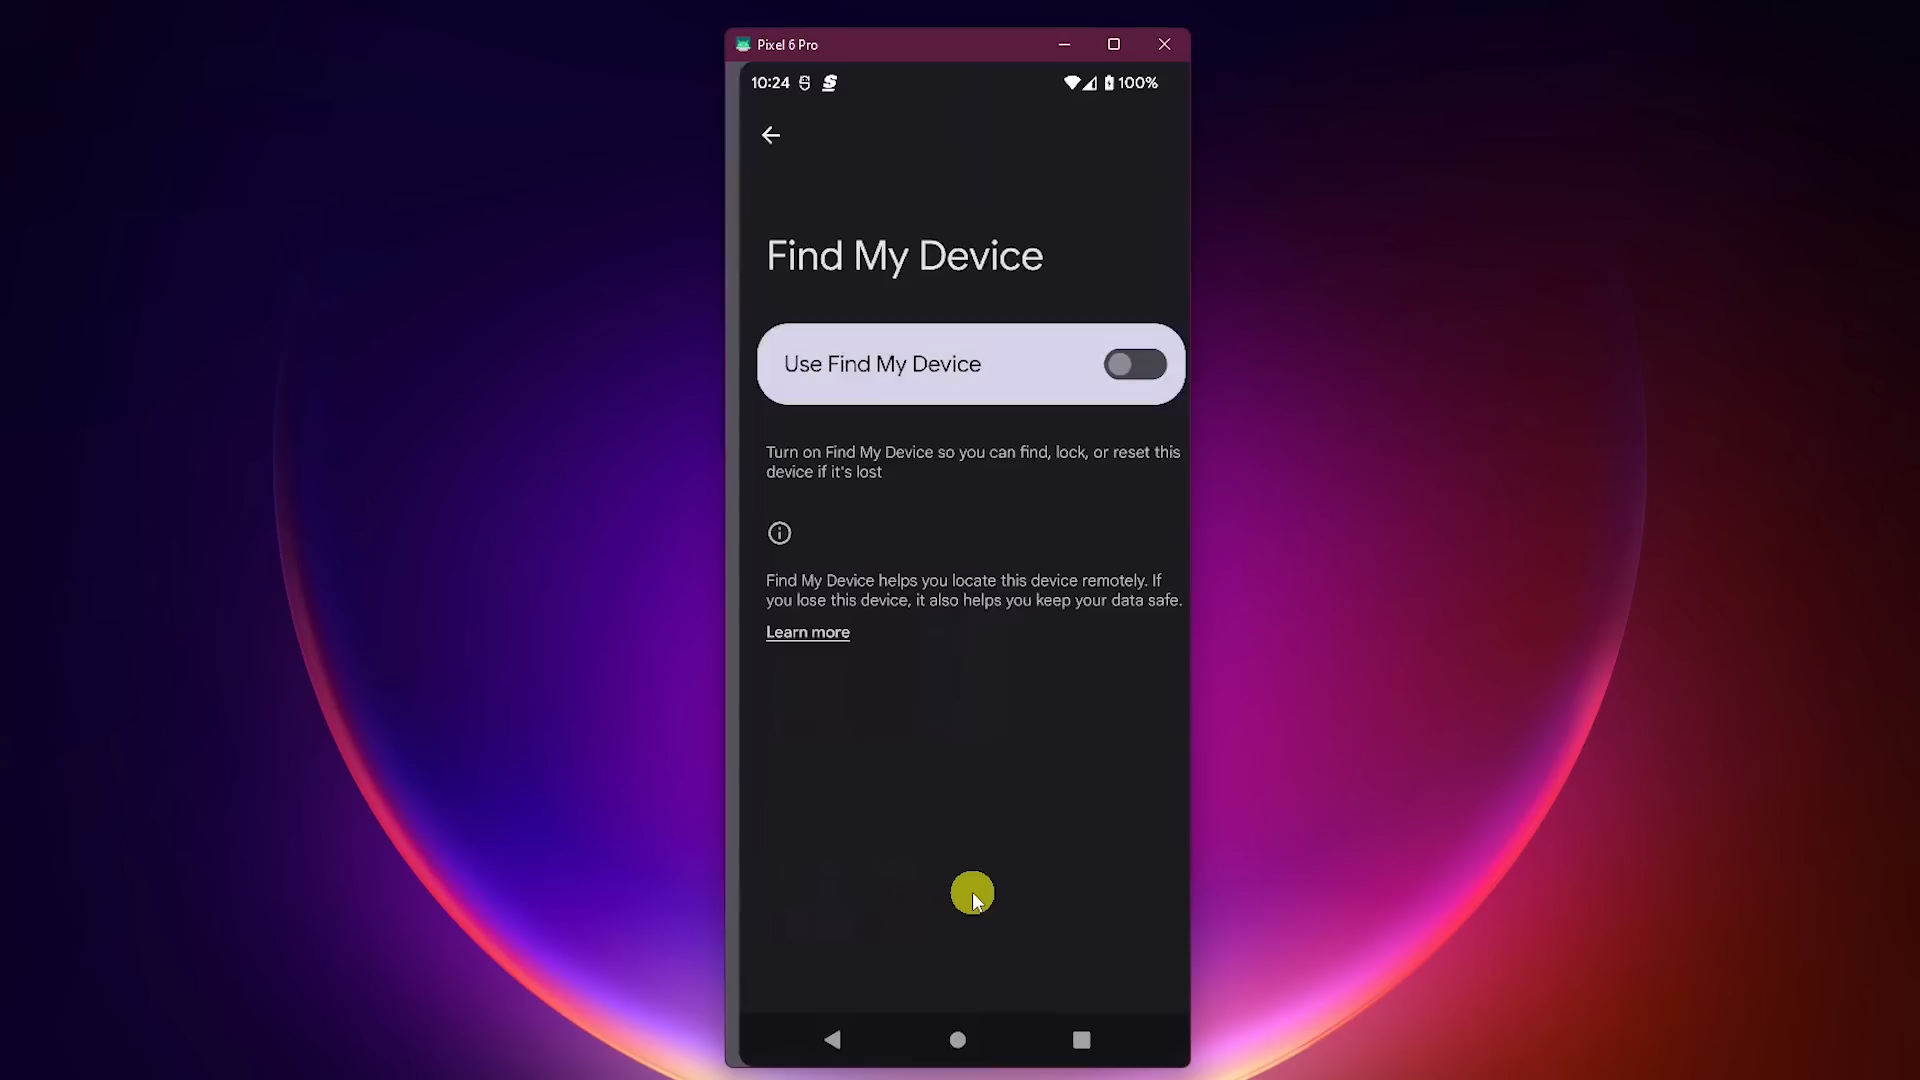 Pixel 6 Pro
10:24
100%
Find My Device
Use Find My Device
Turn on Find My Device so you can find, lock, or reset this
device if it's lost
Find My Device helps you locate this device remotely. If
you lose this device, it also helps you keep your data safe.
Learn more